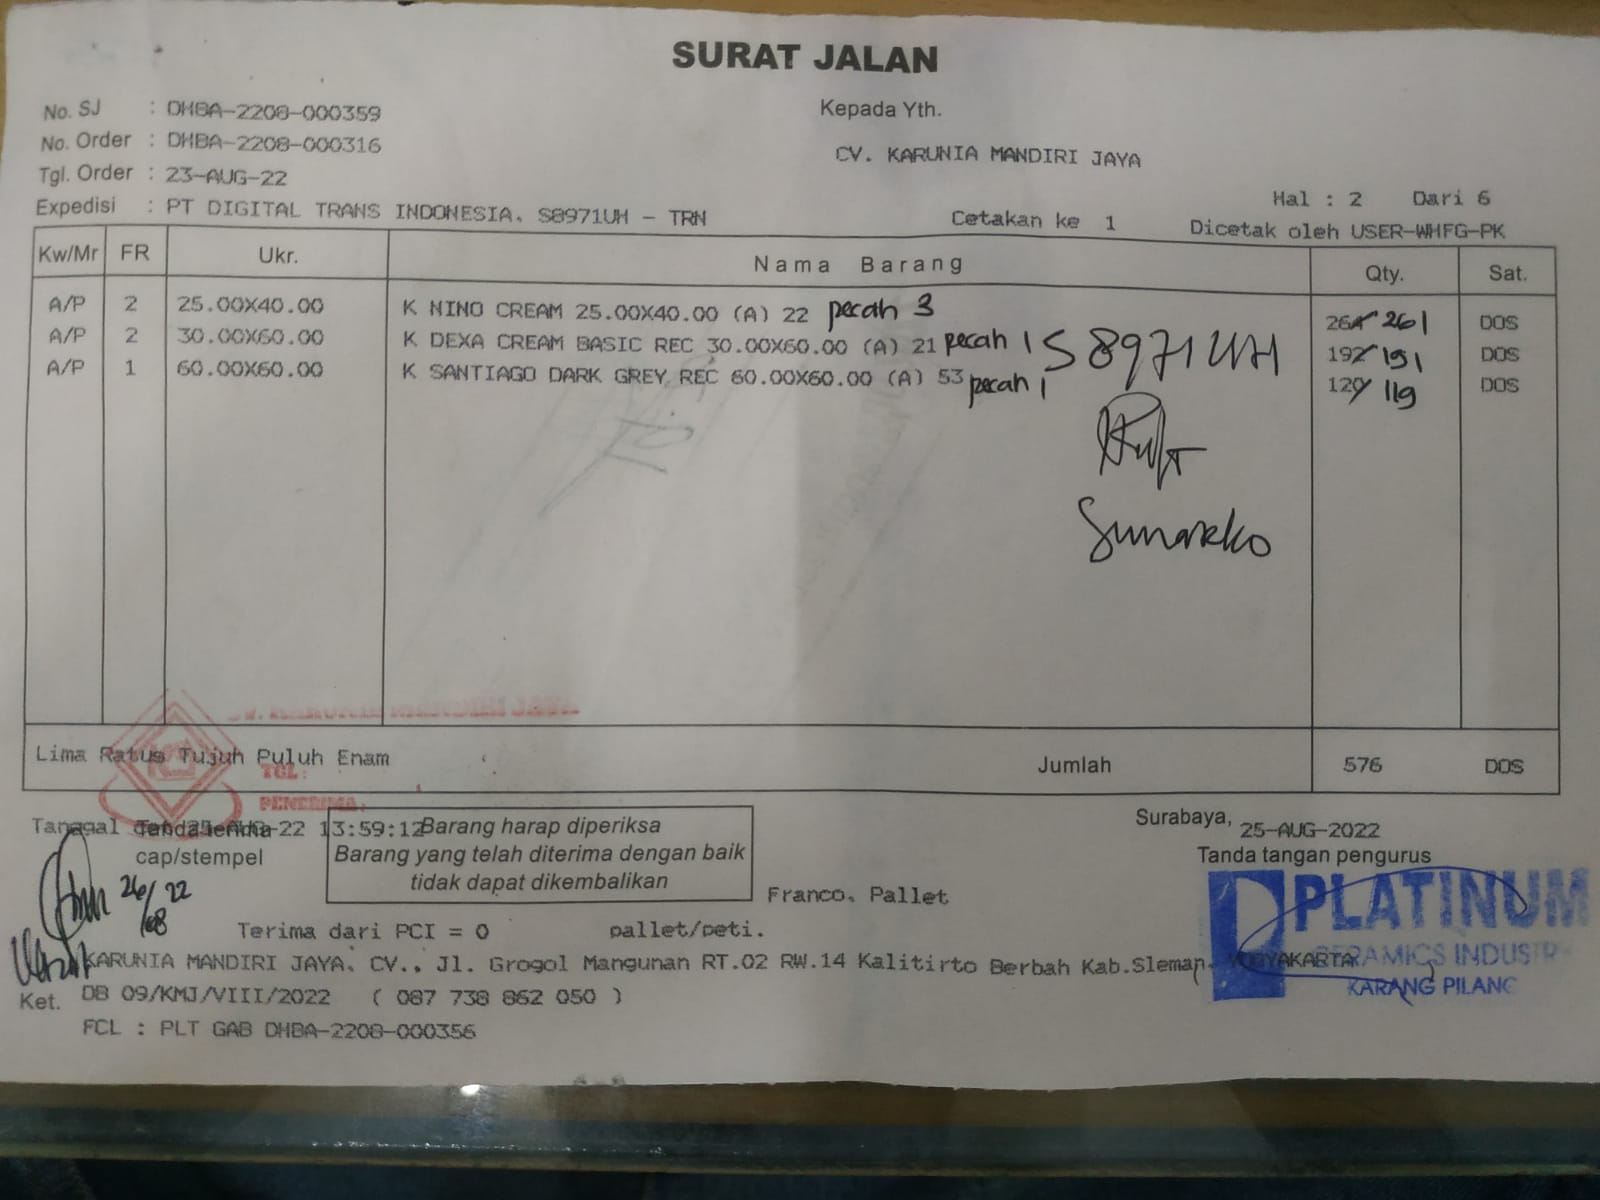 SURAT JALAN
No. SJ : DHBA-2208-000359
Kepada Yth.
No. Order : DHBA-2208-000316
CV. KARUNIA MANDIRI JAYA
Tgl. Order : 23-AUG-22
Hal : 2 Dari 6
Expedisi : PT DIGITAL TRANS INDONESIA. S8971UH - TRN
Cetakan ke 1
Dicetak oleh USER-WHFG-PK
Kw/Mr FR Ukr. Nama Barang Qty. Sat.
A/P 2 25.00X40.00 K NINO CREAM 25.00X40.00 (A) 22 pecah 3 264 261 DOS
A/P 2 30.00X60.00 K DEXA CREAM BASIC REC 30.00X60.00 (A) 21 pecah 1 192 191 DOS
A/P 1 60.00X60.00 K SANTIAGO DARK GREY REC 60.00X60.00 (A) 53 pecah 1 120 119 DOS
S 8971 UH
Sunarko
CV. KARUNIA MANDIRI JAYA
Lima Ratus Tujuh Puluh Enam Jumlah 576 DOS
TGL :
PENERIMA :
Tanggal 22 13:59:12
Tanda terima
cap/stempel
26/08 22
Barang harap diperiksa
Barang yang telah diterima dengan baik
tidak dapat dikembalikan
Surabaya, 25-AUG-2022
Tanda tangan pengurus
PLATINUM
CERAMICS INDUSTRY
KARANG PILANG
Franco. Pallet
Terima dari PCI = 0 pallet/peti.
KARUNIA MANDIRI JAYA. CV.. Jl. Grogol Mangunan RT.02 RW.14 Kalitirto Berbah Kab.Sleman. YOGYAKARTA
Ket. DB 09/KMJ/VIII/2022 ( 087 738 862 050 )
FCL : PLT GAB DHBA-2208-000356